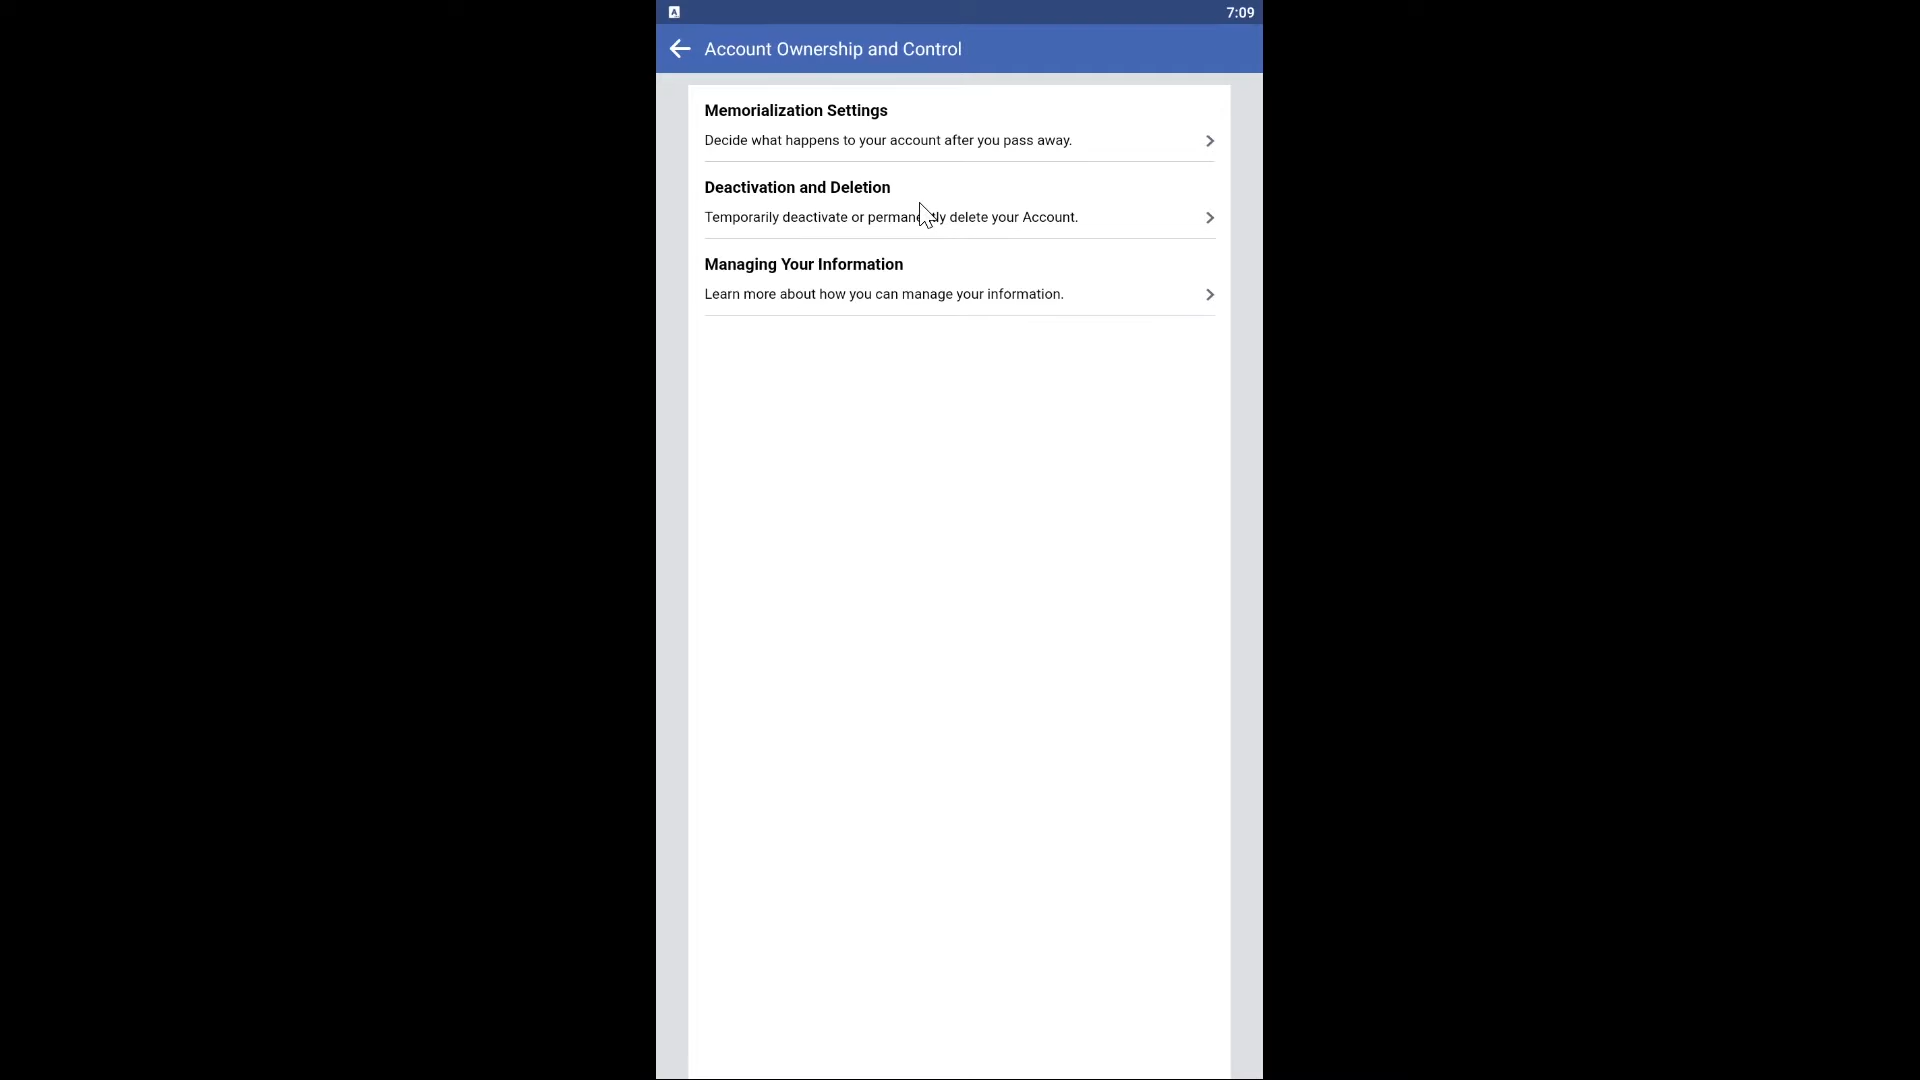 A
7:09
Account Ownership and Control
Memorialization Settings
Decide what happens to your account after you pass away.
Deactivation and Deletion
Temporarily deactivate or permanently delete your Account.
Managing Your Information
Learn more about how you can manage your information.